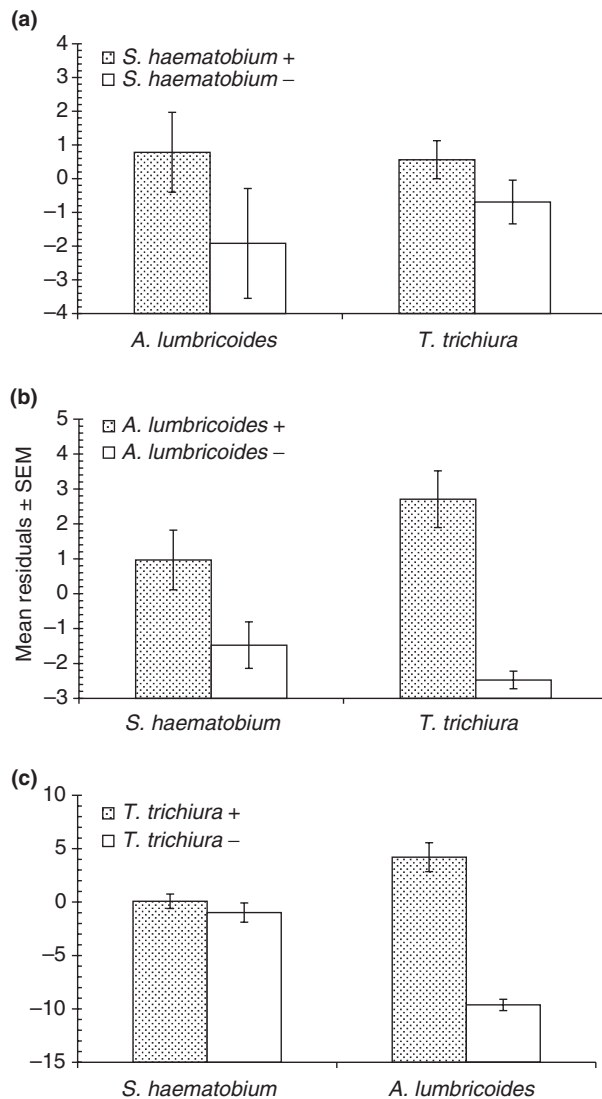 (a)
4
3
2
1
0
−1
−2
−3
−4
S. haematobium +
S. haematobium −
A. lumbricoides
T. trichiura
(b)
Mean residuals ± SEM
5
4
3
2
1
0
−1
−2
−3
A. lumbricoides +
A. lumbricoides −
S. haematobium
T. trichiura
(c)
10
5
0
−5
−10
−15
T. trichiura +
T. trichiura −
S. haematobium
A. lumbricoides